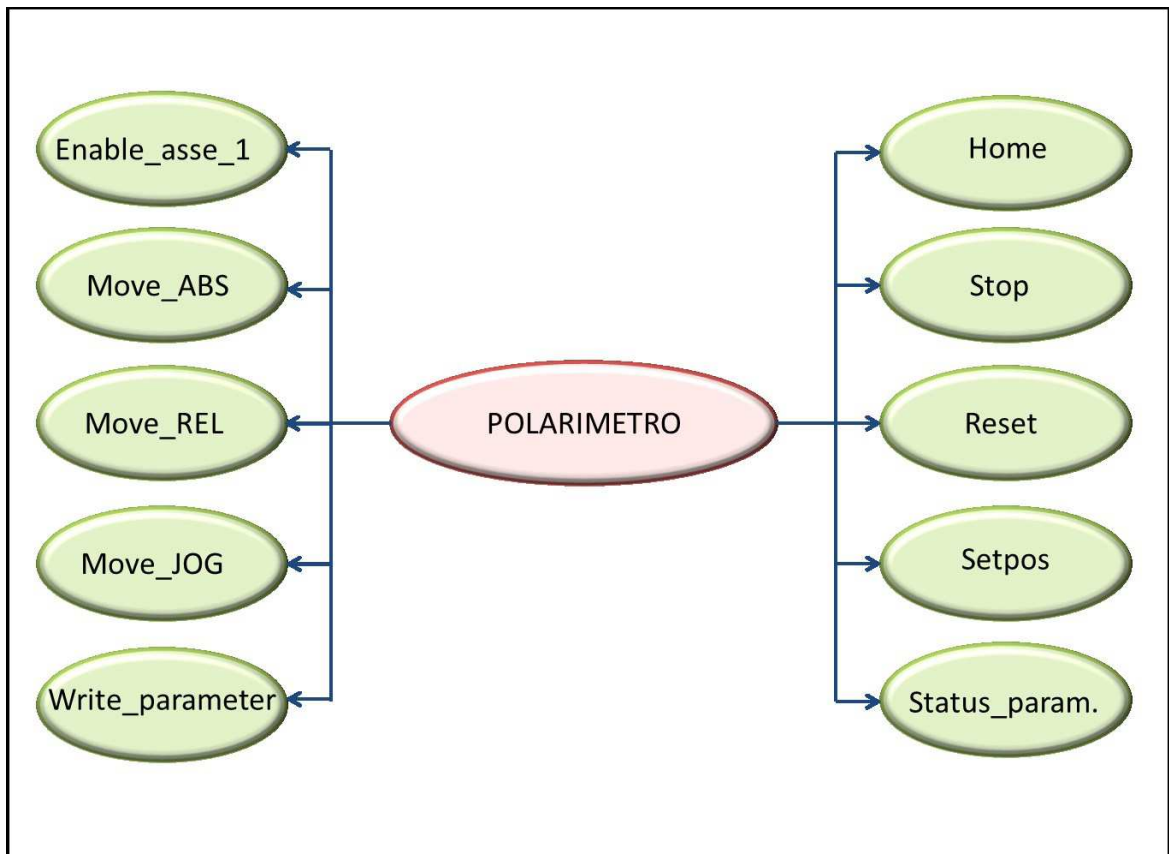 Enable_asse_1
Move_ABS
Move_REL
Move_JOG
Write_parameter
POLARIMETRO
Home
Stop
Reset
Setpos
Status_param.